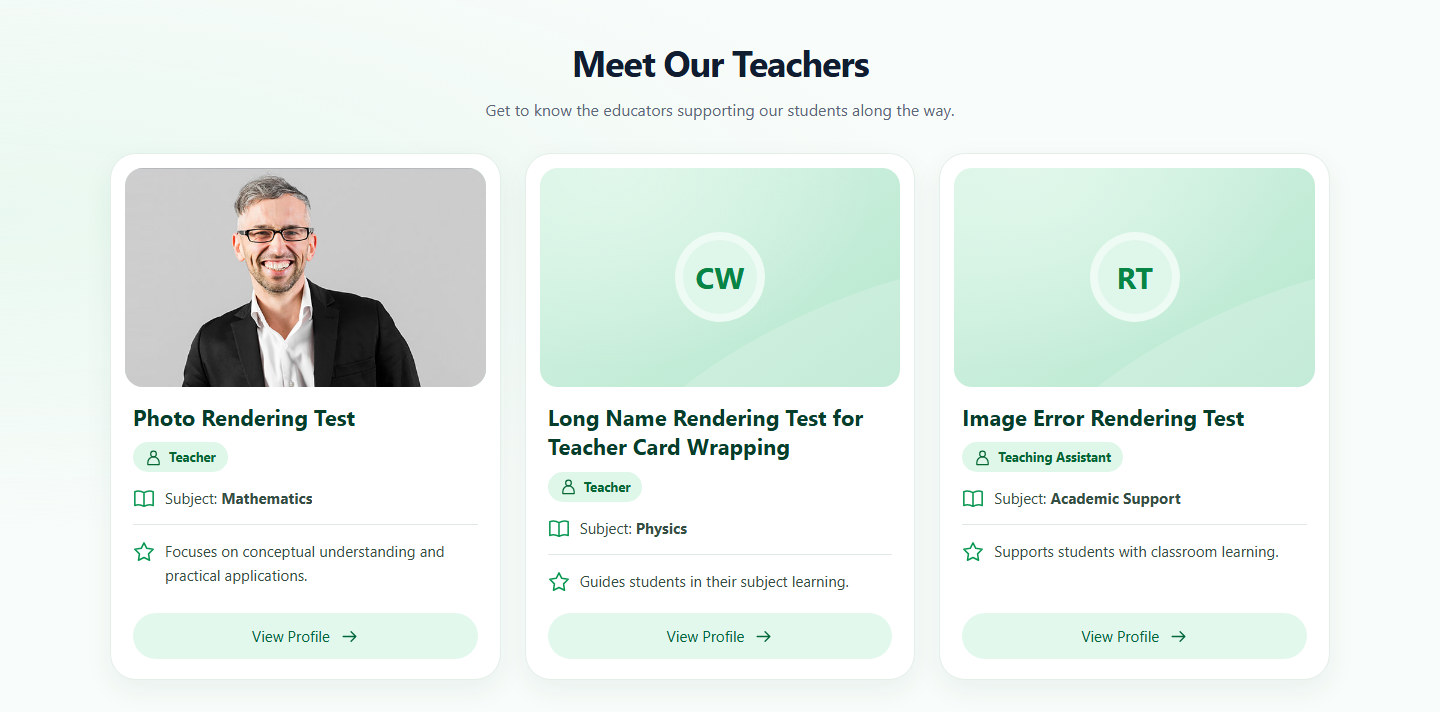 Meet Our Teachers
Get to know the educators supporting our students along the way.
Photo Rendering Test
Teacher
Subject: Mathematics
Focuses on conceptual understanding and
practical applications.
View Profile
CW
Long Name Rendering Test for
Teacher Card Wrapping
Teacher
Subject: Physics
Guides students in their subject learning.
View Profile
RT
Image Error Rendering Test
Teaching Assistant
Subject: Academic Support
Supports students with classroom learning.
View Profile